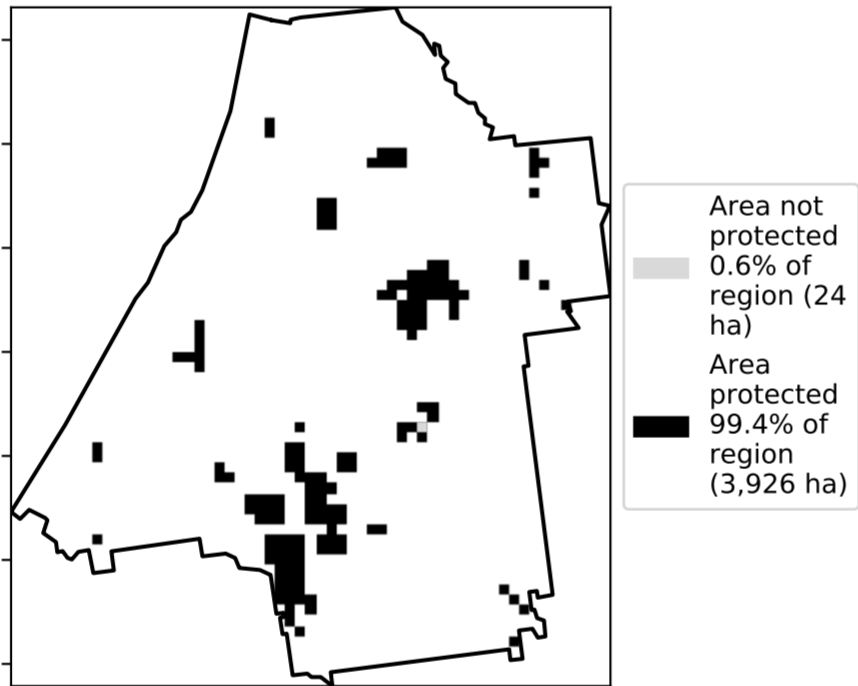 Area not
protected
0.6% of
region (24
ha)
Area
protected
99.4% of
region
(3,926 ha)